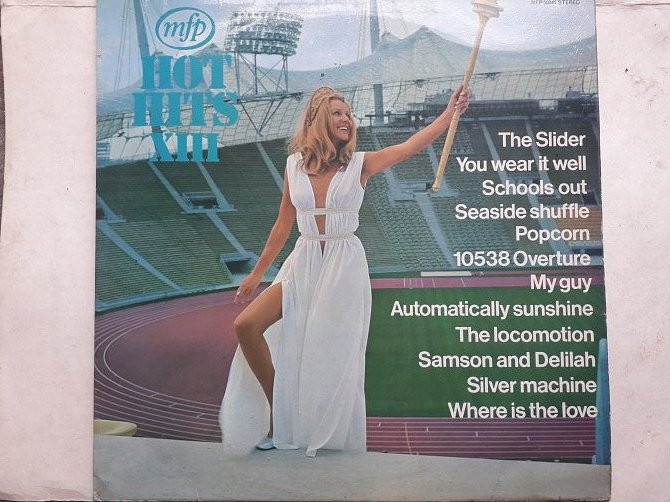 mfp
HOT
HITS
XIII
STEREO
The Slider
You wear it well
Schools out
Seaside shuffle
Popcorn
10538 Overture
My guy
Automatically sunshine
The locomotion
Samson and Delilah
Silver machine
Where is the love